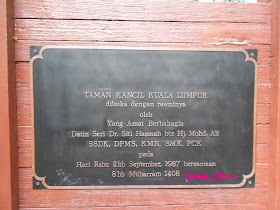 TAMAN KANCIL KUALA LUMPUR
dibuka dengan rasminya
oleh
Yang Amat Berbahagia
Datin Seri Dr. Siti Hasmah bte Hj. Mohd. Ali
SSDK, DPMS, KMN, SMK, PCK
pada
Hari Rabu 2hb September, 1987 bersamaan
8hb Muharram 1408